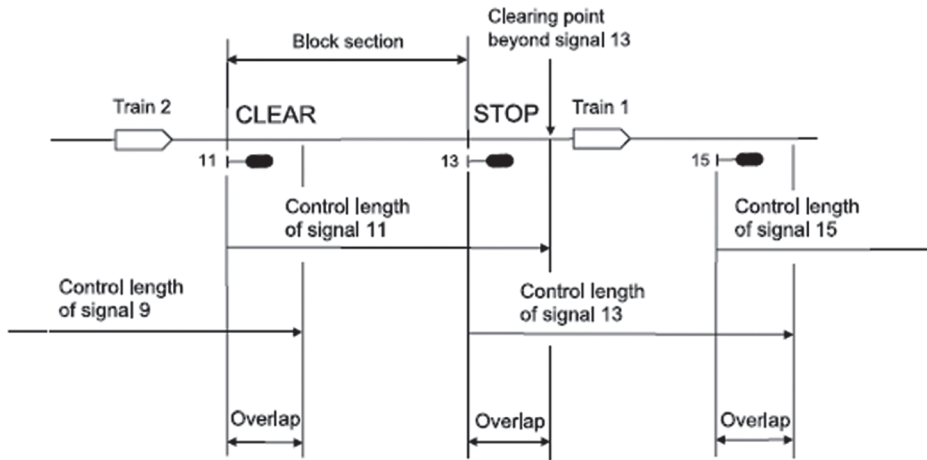 Clearing point
beyond signal 13
Block section
Train 2
CLEAR
STOP
Train 1
11
13
15
Control length
of signal 11
Control length
of signal 15
Control length
of signal 9
Control length
of signal 13
Overlap
Overlap
Overlap